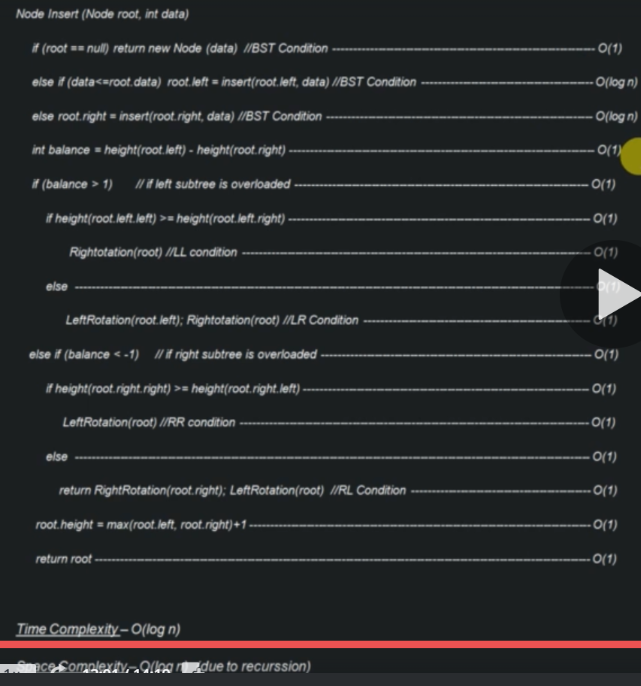 Node Insert (Node root, int data)
if (root == null) return new Node (data) //BST Condition ---------- O(1)
else if (data<=root.data) root.left = insert(root.left, data) //BST Condition ---------- O(log n)
else root.right = insert(root.right, data) //BST Condition ---------- O(log n)
int balance = height(root.left) - height(root.right) ---------- O(1)
if (balance > 1) // if left subtree is overloaded ---------- O(1)
if height(root.left.left) >= height(root.left.right) ---------- O(1)
Rightotation(root) //LL condition ---------- O(1)
else ---------- O(1)
LeftRotation(root.left); Rightotation(root) //LR Condition ---------- O(1)
else if (balance < -1) // if right subtree is overloaded ---------- O(1)
if height(root.right.right) >= height(root.right.left) ---------- O(1)
LeftRotation(root) //RR condition ---------- O(1)
else ---------- O(1)
return RightRotation(root.right); LeftRotation(root) //RL Condition ---------- O(1)
root.height = max(root.left, root.right)+1 ---------- O(1)
return root ---------- O(1)
Time Complexity – O(log n)
Space Complexity – O(log n) (due to recurssion)